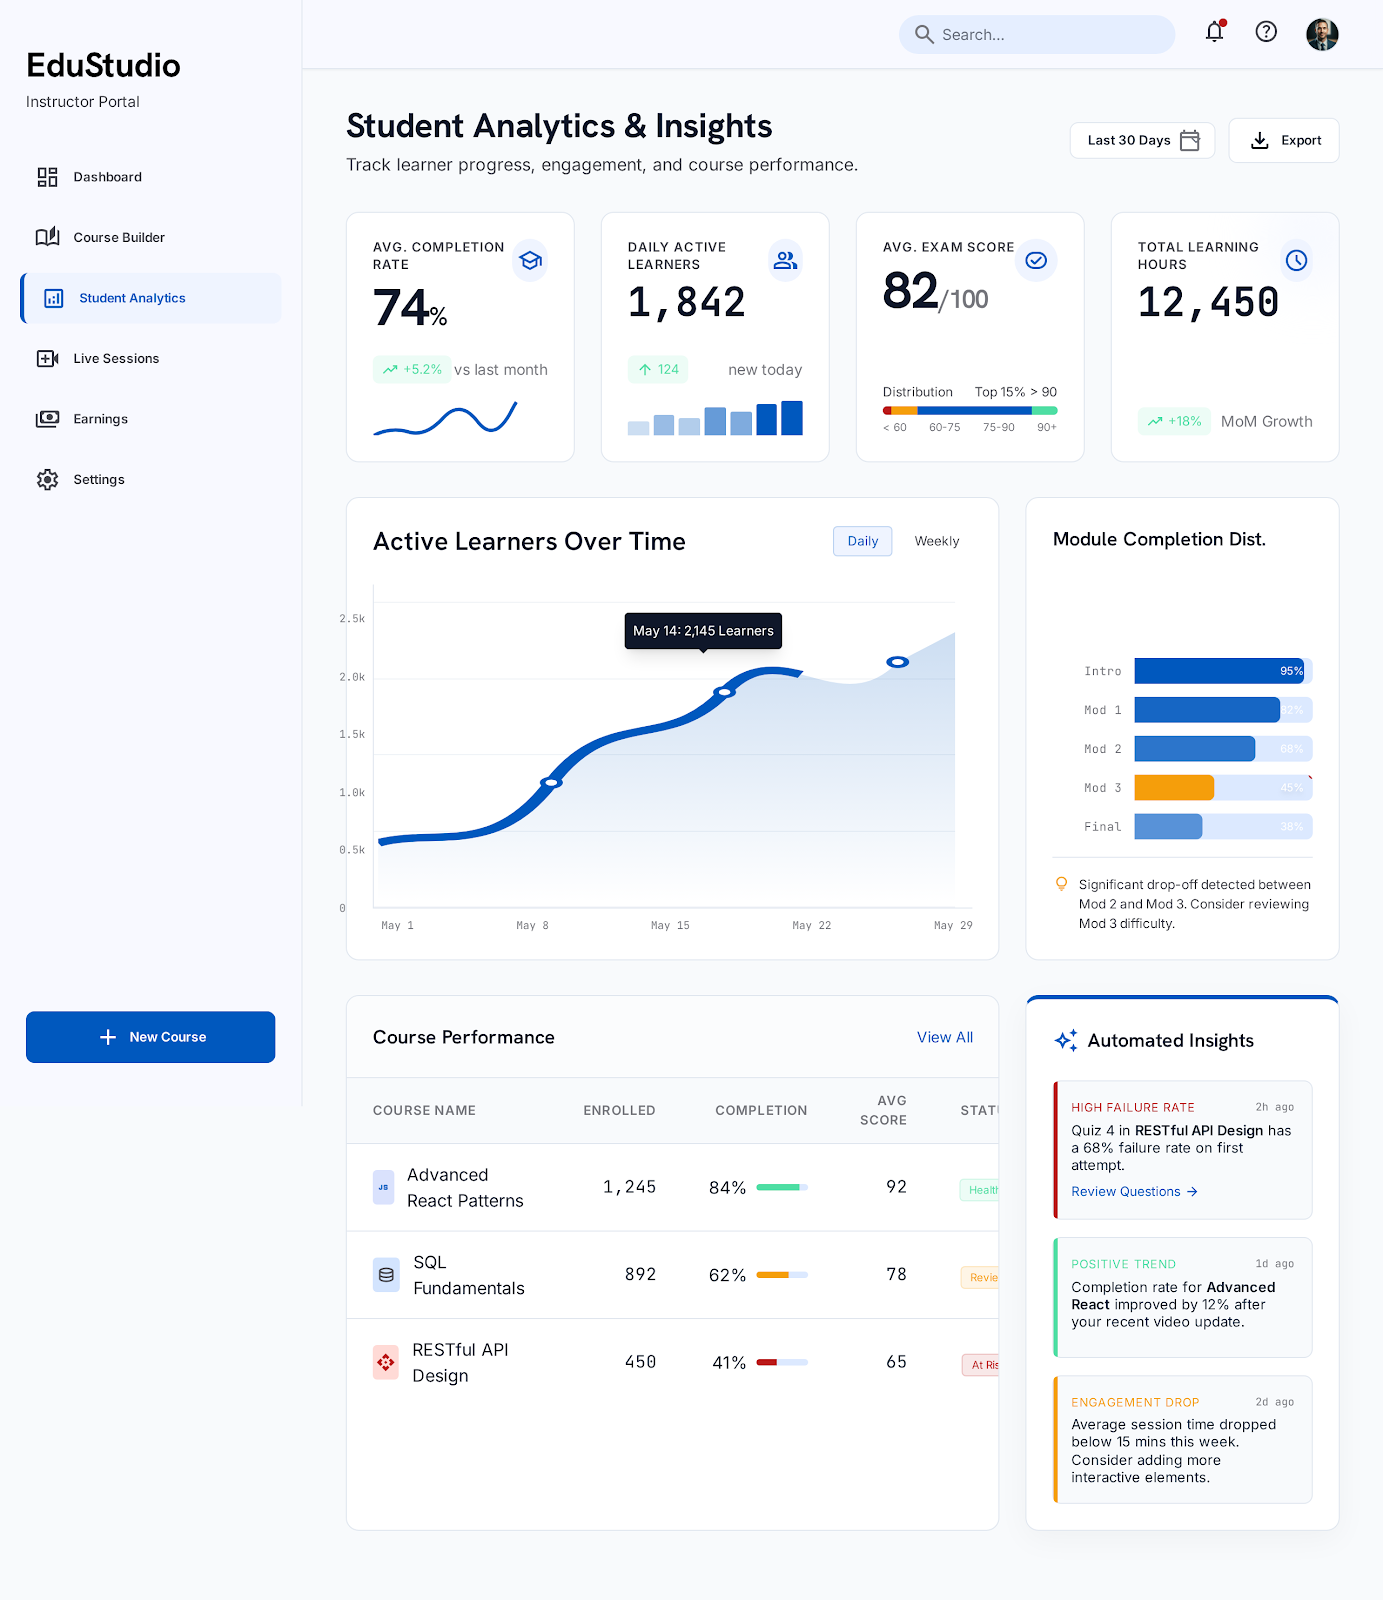 EduStudio
Instructor Portal
Dashboard
Course Builder
Student Analytics
Live Sessions
Earnings
Settings
New Course
Search...
Student Analytics & Insights
Track learner progress, engagement, and course performance.
Last 30 Days
Export
AVG. COMPLETION
RATE
74%
+5.2% vs last month
DAILY ACTIVE
LEARNERS
1,842
124 new today
AVG. EXAM SCORE
82/100
Distribution Top 15% > 90
< 60 60-75 75-90 90+
TOTAL LEARNING
HOURS
12,450
+18% MoM Growth
Active Learners Over Time
Daily Weekly
2.5k
2.0k
1.5k
1.0k
0.5k
0
May 14: 2,145 Learners
May 1 May 8 May 15 May 22 May 29
Module Completion Dist.
Intro 95%
Mod 1 82%
Mod 2 68%
Mod 3 45%
Final 38%
Significant drop-off detected between
Mod 2 and Mod 3. Consider reviewing
Mod 3 difficulty.
Course Performance
View All
COURSE NAME ENROLLED COMPLETION AVG SCORE
JS Advanced React Patterns 1,245 84% 92
SQL Fundamentals 892 62% 78
RESTful API Design 450 41% 65
Automated Insights
HIGH FAILURE RATE 2h ago
Quiz 4 in RESTful API Design has
a 68% failure rate on first
attempt.
Review Questions →
POSITIVE TREND 1d ago
Completion rate for Advanced
React improved by 12% after
your recent video update.
ENGAGEMENT DROP 2d ago
Average session time dropped
below 15 mins this week.
Consider adding more
interactive elements.